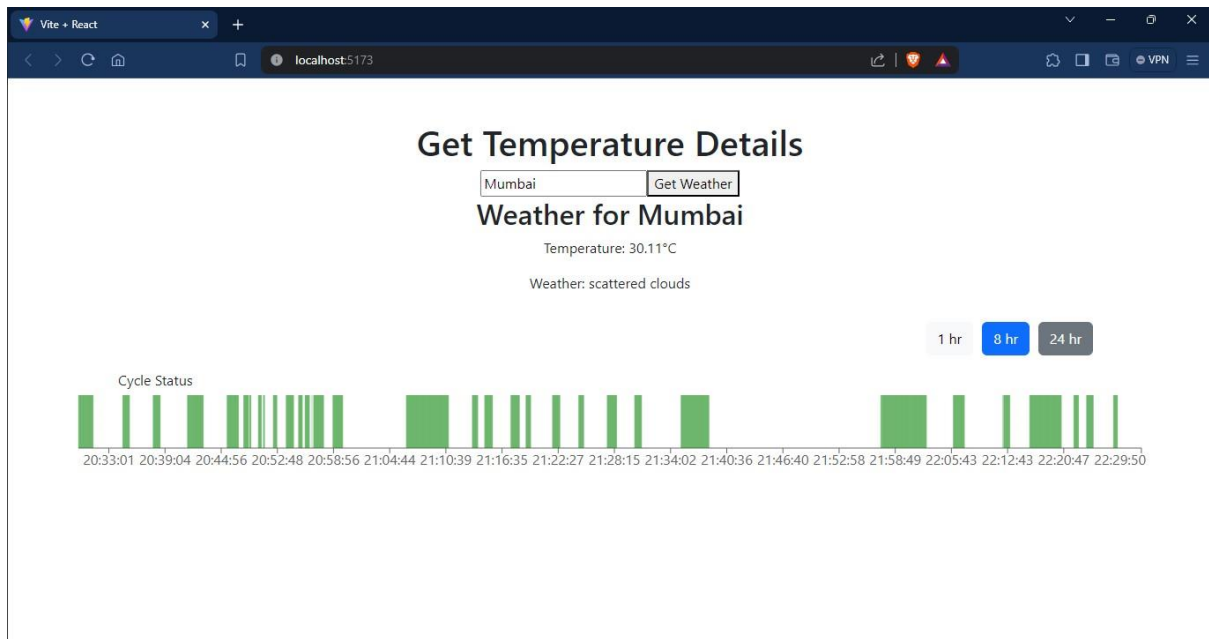 Vite + React
localhost:5173
VPN
Get Temperature Details
Mumbai Get Weather
Weather for Mumbai
Temperature: 30.11°C
Weather: scattered clouds
1 hr 8 hr 24 hr
Cycle Status
20:33:01 20:39:04 20:44:56 20:52:48 20:58:56 21:04:44 21:10:39 21:16:35 21:22:27 21:28:15 21:34:02 21:40:36 21:46:40 21:52:58 21:58:49 22:05:43 22:12:43 22:20:47 22:29:50